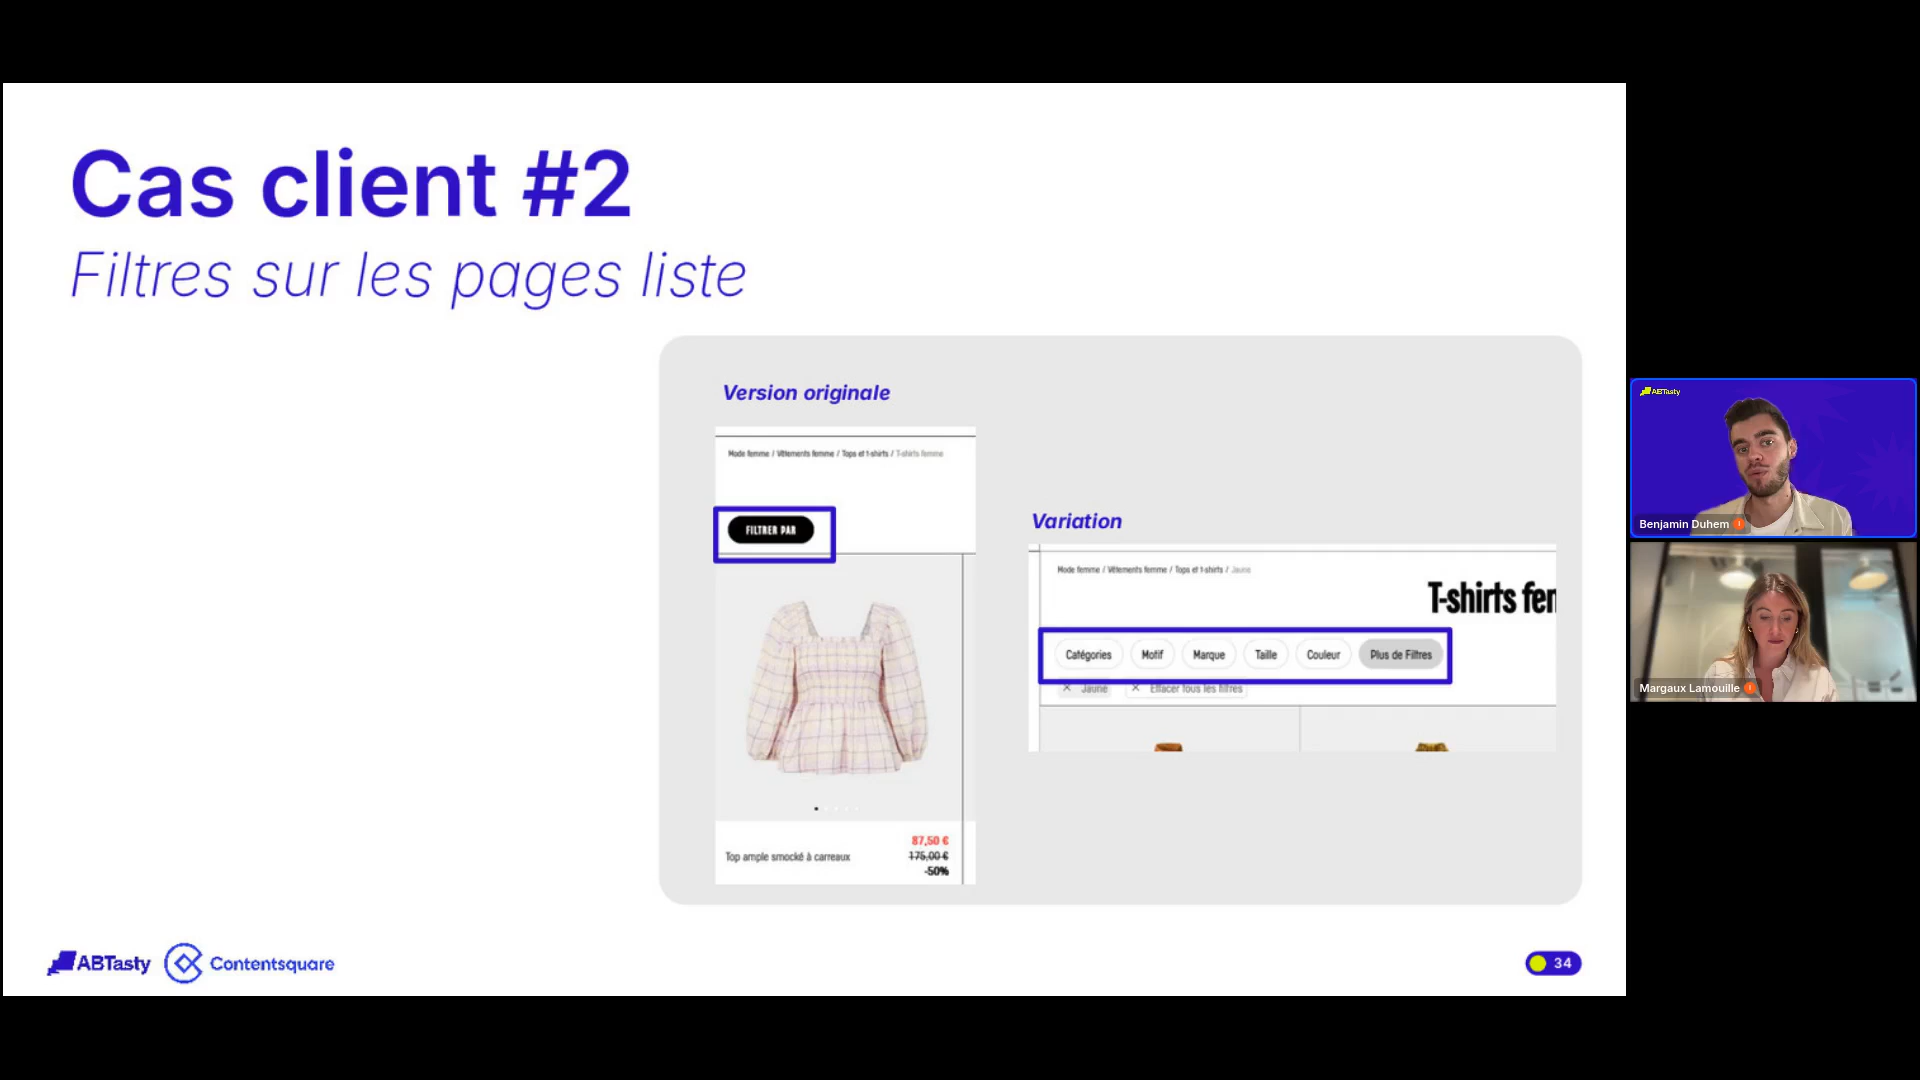 Cas client #2
Filtres sur les pages liste
Version originale
Mode femme / Vêtements femme / Tops et t-shirts / T-shirts femme
FILTRER PAR
87,50 €
175,00 €
Top ample smocké à carreaux
-50%
Variation
Mode femme / Vêtements femme / Tops et t-shirts / Jaune
T-shirts fem
Catégories
Motif
Marque
Taille
Couleur
Plus de Filtres
× Jaune
× Effacer tous les filtres
ABTasty
Contentsquare
34
ABTasty
Benjamin Duhem
Margaux Lamouille